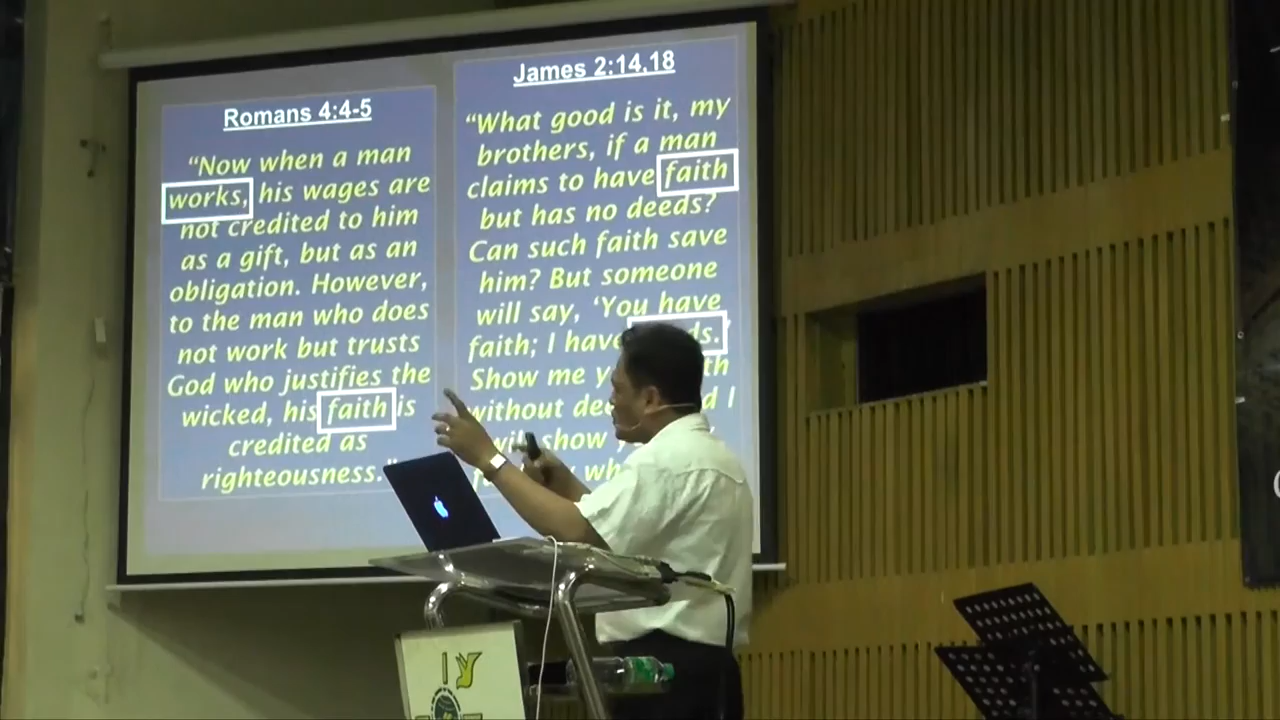 Romans 4:4-5
“Now when a man
works, his wages are
not credited to him
as a gift, but as an
obligation. However,
to the man who does
not work but trusts
God who justifies the
wicked, his faith is
credited as
righteousness.”
James 2:14,18
“What good is it, my
brothers, if a man
claims to have faith
but has no deeds?
Can such faith save
him? But someone
will say, ‘You have
faith; I have
Show me
without I
show